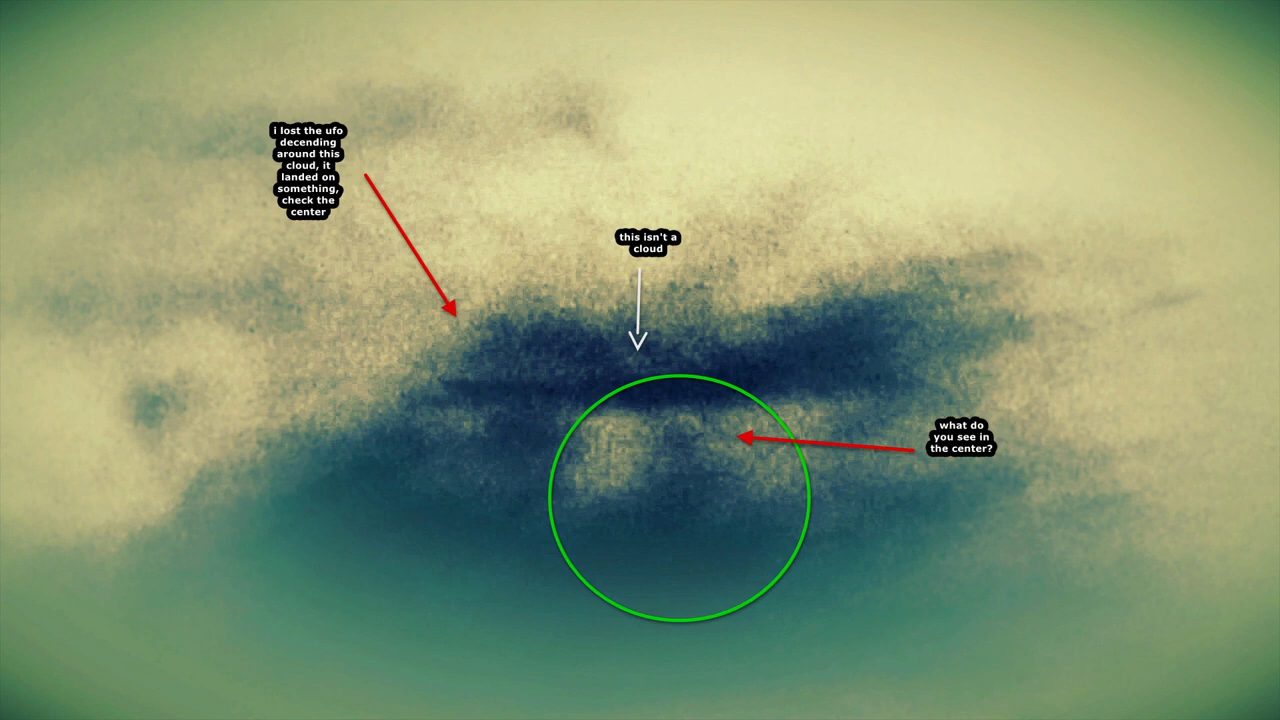 i lost the ufo
decending
around this
cloud, it
landed on
something,
check the
center
this isn't a
cloud
what do
you see in
the center?